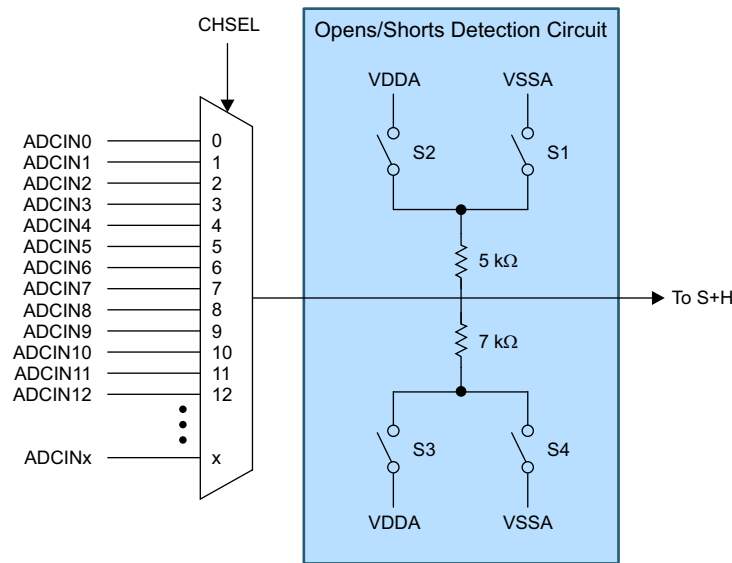 CHSEL
Opens/Shorts Detection Circuit
VDDA
VSSA
S2
S1
ADCIN0 0
ADCIN1 1
ADCIN2 2
ADCIN3 3
ADCIN4 4
ADCIN5 5
ADCIN6 6
ADCIN7 7
ADCIN8 8
ADCIN9 9
ADCIN10 10
ADCIN11 11
ADCIN12 12
ADCINx x
5 kΩ
To S+H
7 kΩ
S3
S4
VDDA
VSSA